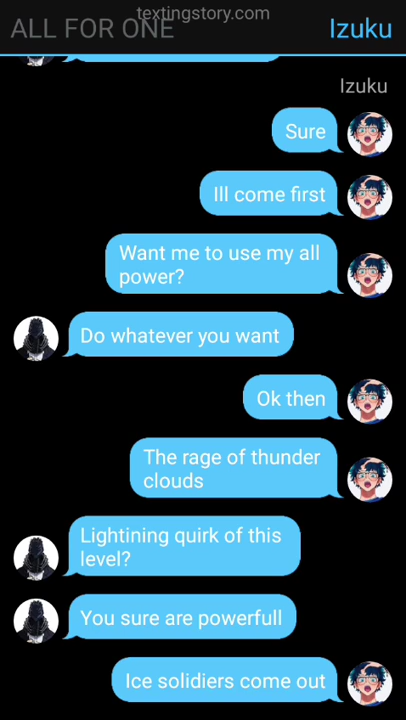 textingstory.com
ALL FOR ONE
Izuku
Izuku
Sure
Ill come first
Want me to use my all
power?
Do whatever you want
Ok then
The rage of thunder
clouds
Lightining quirk of this
level?
You sure are powerfull
Ice solidiers come out